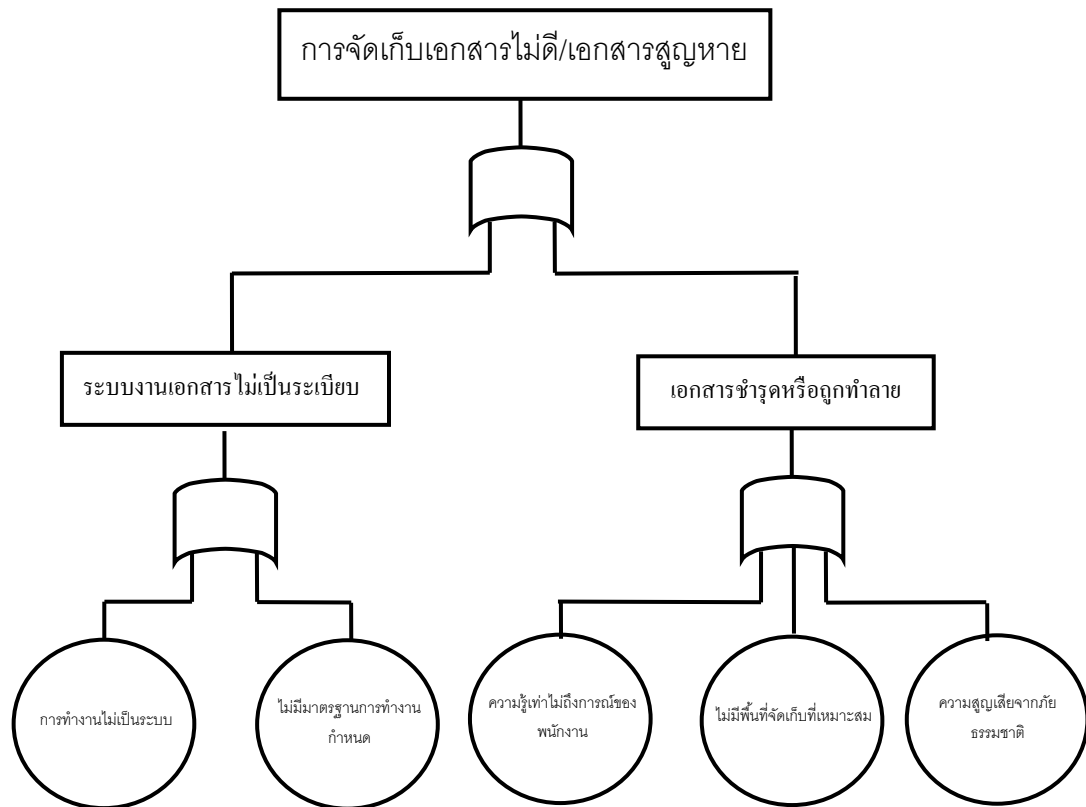 การจัดเก็บเอกสารไม่ดี/เอกสารสูญหาย
ระบบงานเอกสารไม่เป็นระเบียบ
เอกสารชำรุดหรือถูกทำลาย
การทำงานไม่เป็นระบบ
ไม่มีมาตรฐานการทำงาน
กำหนด
ความรู้เท่าไม่ถึงการณ์ของ
พนักงาน
ไม่มีพื้นที่จัดเก็บที่เหมาะสม
ความสูญเสียจากภัย
ธรรมชาติ